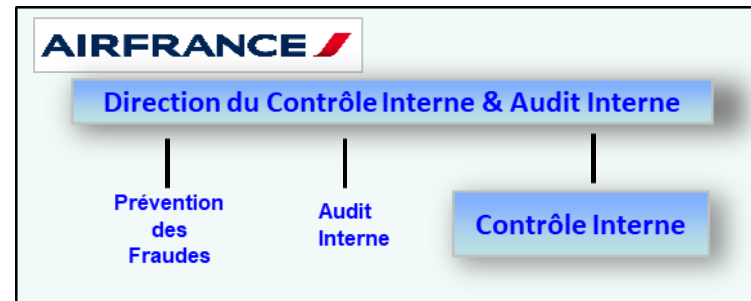 AIRFRANCE
Direction du Contrôle Interne & Audit Interne
Prévention
des
Fraudes
Audit
Interne
Contrôle Interne